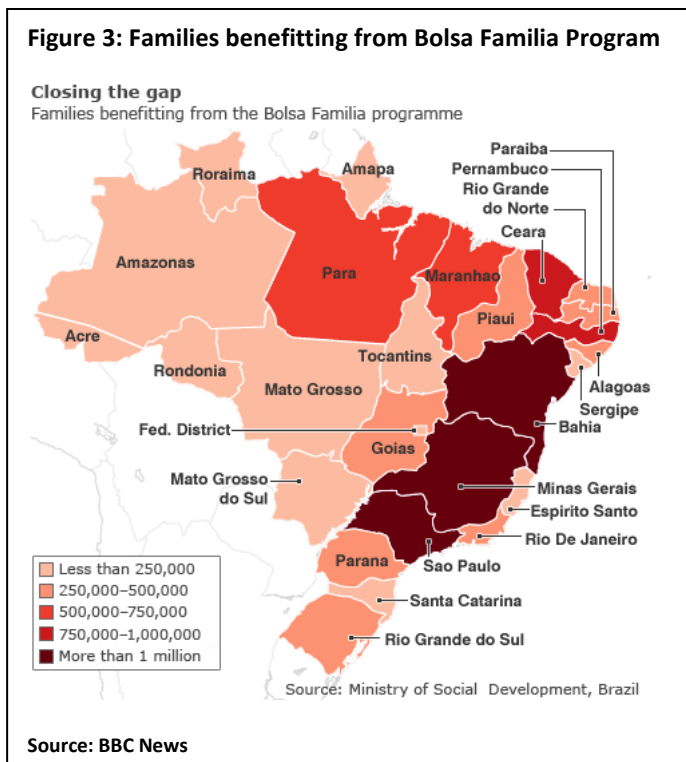 Figure 3: Families benefitting from Bolsa Familia Program
Closing the gap
Families benefitting from the Bolsa Familia programme
Paraiba
Pernambuco
Rio Grande
do Norte
Ceara
Roraima
Amapa
Amazonas
Para
Maranhao
Piaui
Acre
Rondonia
Tocantins
Mato Grosso
Alagoas
Sergipe
Bahia
Fed. District
Goias
Mato Grosso
do Sul
Minas Gerais
Espirito Santo
Rio De Janeiro
Parana
Sao Paulo
Santa Catarina
Rio Grande do Sul
Less than 250,000
250,000–500,000
500,000–750,000
750,000–1,000,000
More than 1 million
Source: Ministry of Social Development, Brazil
Source: BBC News